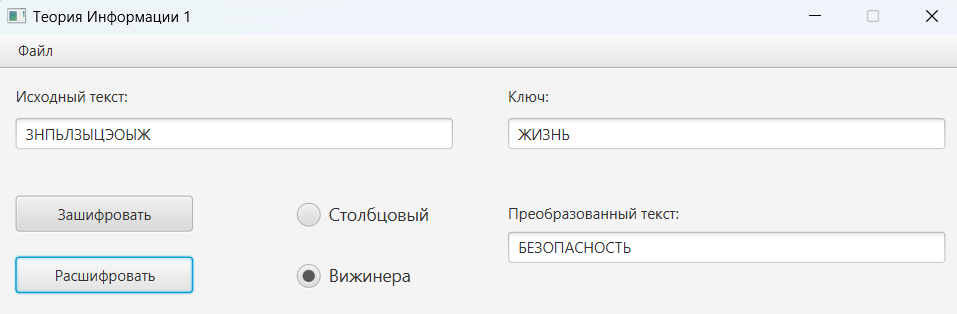 Теория Информации 1
Файл
Исходный текст:
ЗНПЬЛЗЫЦЭОЫЖ
Ключ:
ЖИЗНЬ
Зашифровать
Столбцовый
Преобразованный текст:
БЕЗОПАСНОСТЬ
Расшифровать
Вижинера